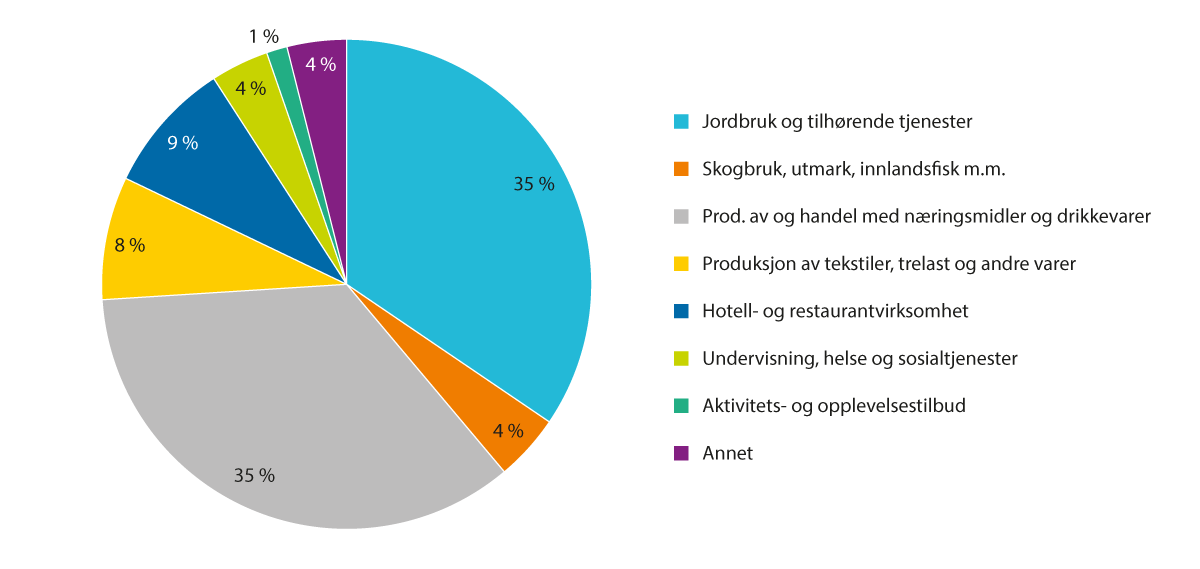 1 %
4 %
4 %
9 %
35 %
8 %
4 %
35 %
Jordbruk og tilhørende tjenester
Skogbruk, utmark, innlandsfisk m.m.
Prod. av og handel med næringsmidler og drikkevarer
Produksjon av tekstiler, trelast og andre varer
Hotell- og restaurantvirksomhet
Undervisning, helse og sosialtjenester
Aktivitets- og opplevelsestilbud
Annet